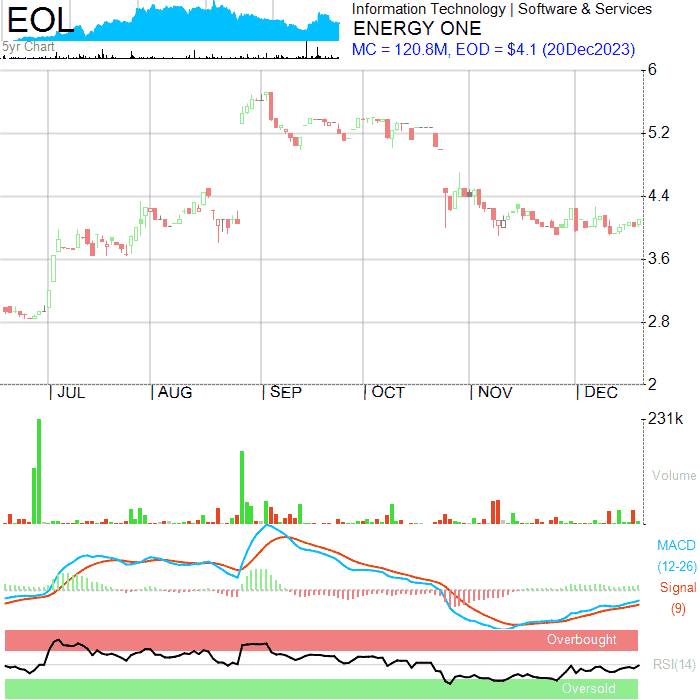 EOL
5yr Chart
Information Technology | Software & Services
ENERGY ONE
MC = 120.8M, EOD = $4.1 (20Dec2023)
6
5.2
4.4
3.6
2.8
2
JUL
AUG
SEP
OCT
NOV
DEC
231k
Volume
MACD
(12-26)
Signal
(9)
Overbought
RSI(14)
Oversold